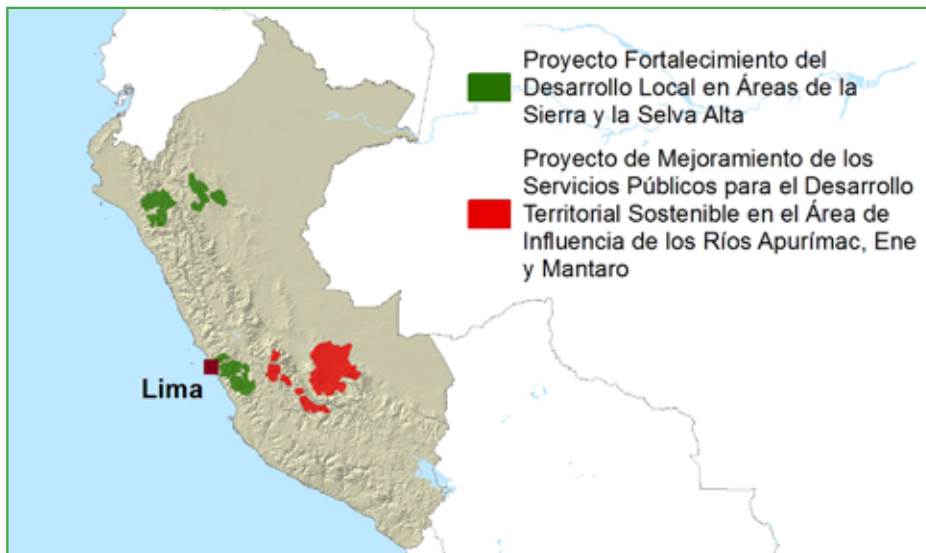 Proyecto Fortalecimiento del
Desarrollo Local en Áreas de la
Sierra y la Selva Alta
Proyecto de Mejoramiento de los
Servicios Públicos para el Desarrollo
Territorial Sostenible en el Área de
Influencia de los Ríos Apurímac, Ene
y Mantaro
Lima